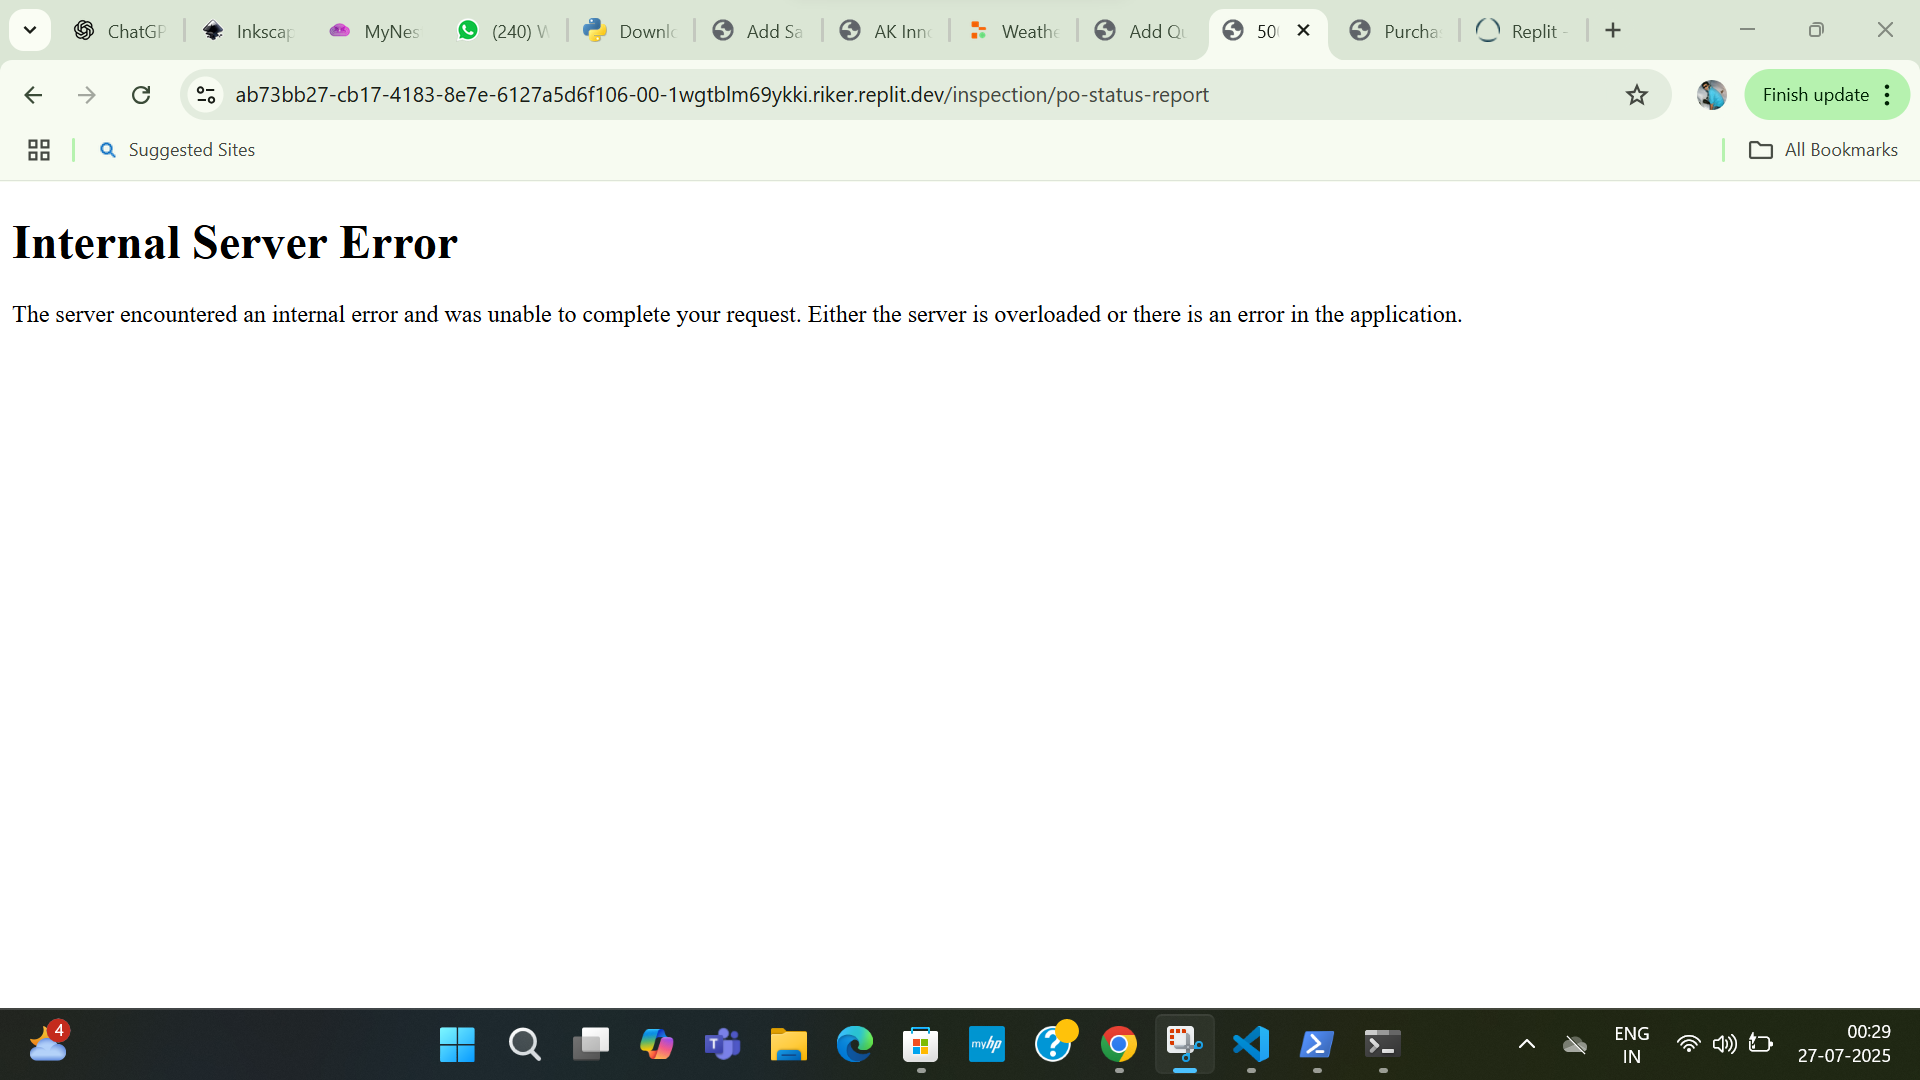 ChatGP
Inkscap
MyNes
(240) W
Downlo
Add Sa
AK Inno
Weathe
Add Qu
500
Purcha
Replit -
ab73bb27-cb17-4183-8e7e-6127a5d6f106-00-1wgtblm69ykki.riker.replit.dev/inspection/po-status-report
Finish update
Suggested Sites
All Bookmarks
Internal Server Error
The server encountered an internal error and was unable to complete your request. Either the server is overloaded or there is an error in the application.
4
myhp
ENG
IN
00:29
27-07-2025